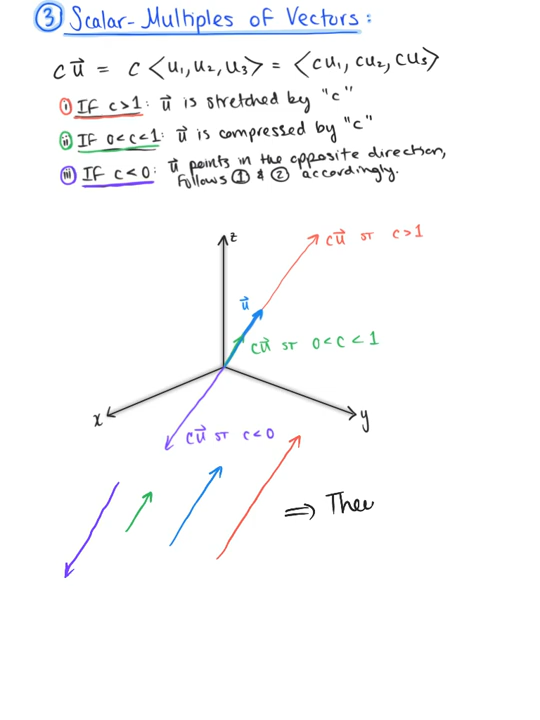 ③ Scalar-Multiples of Vectors:
c u⃗ = c <u₁, u₂, u₃> = <cu₁, cu₂, cu₃>
i) IF c>1: u⃗ is stretched by "c"
ii) IF 0<c<1: u⃗ is compressed by "c"
iii) IF c<0: u⃗ points in the opposite direction,
Follows ① & ② accordingly.
z
cu⃗ ST c>1
u⃗
cu⃗ ST 0<c<1
x
y
cu⃗ ST c<0
⇒ Thee